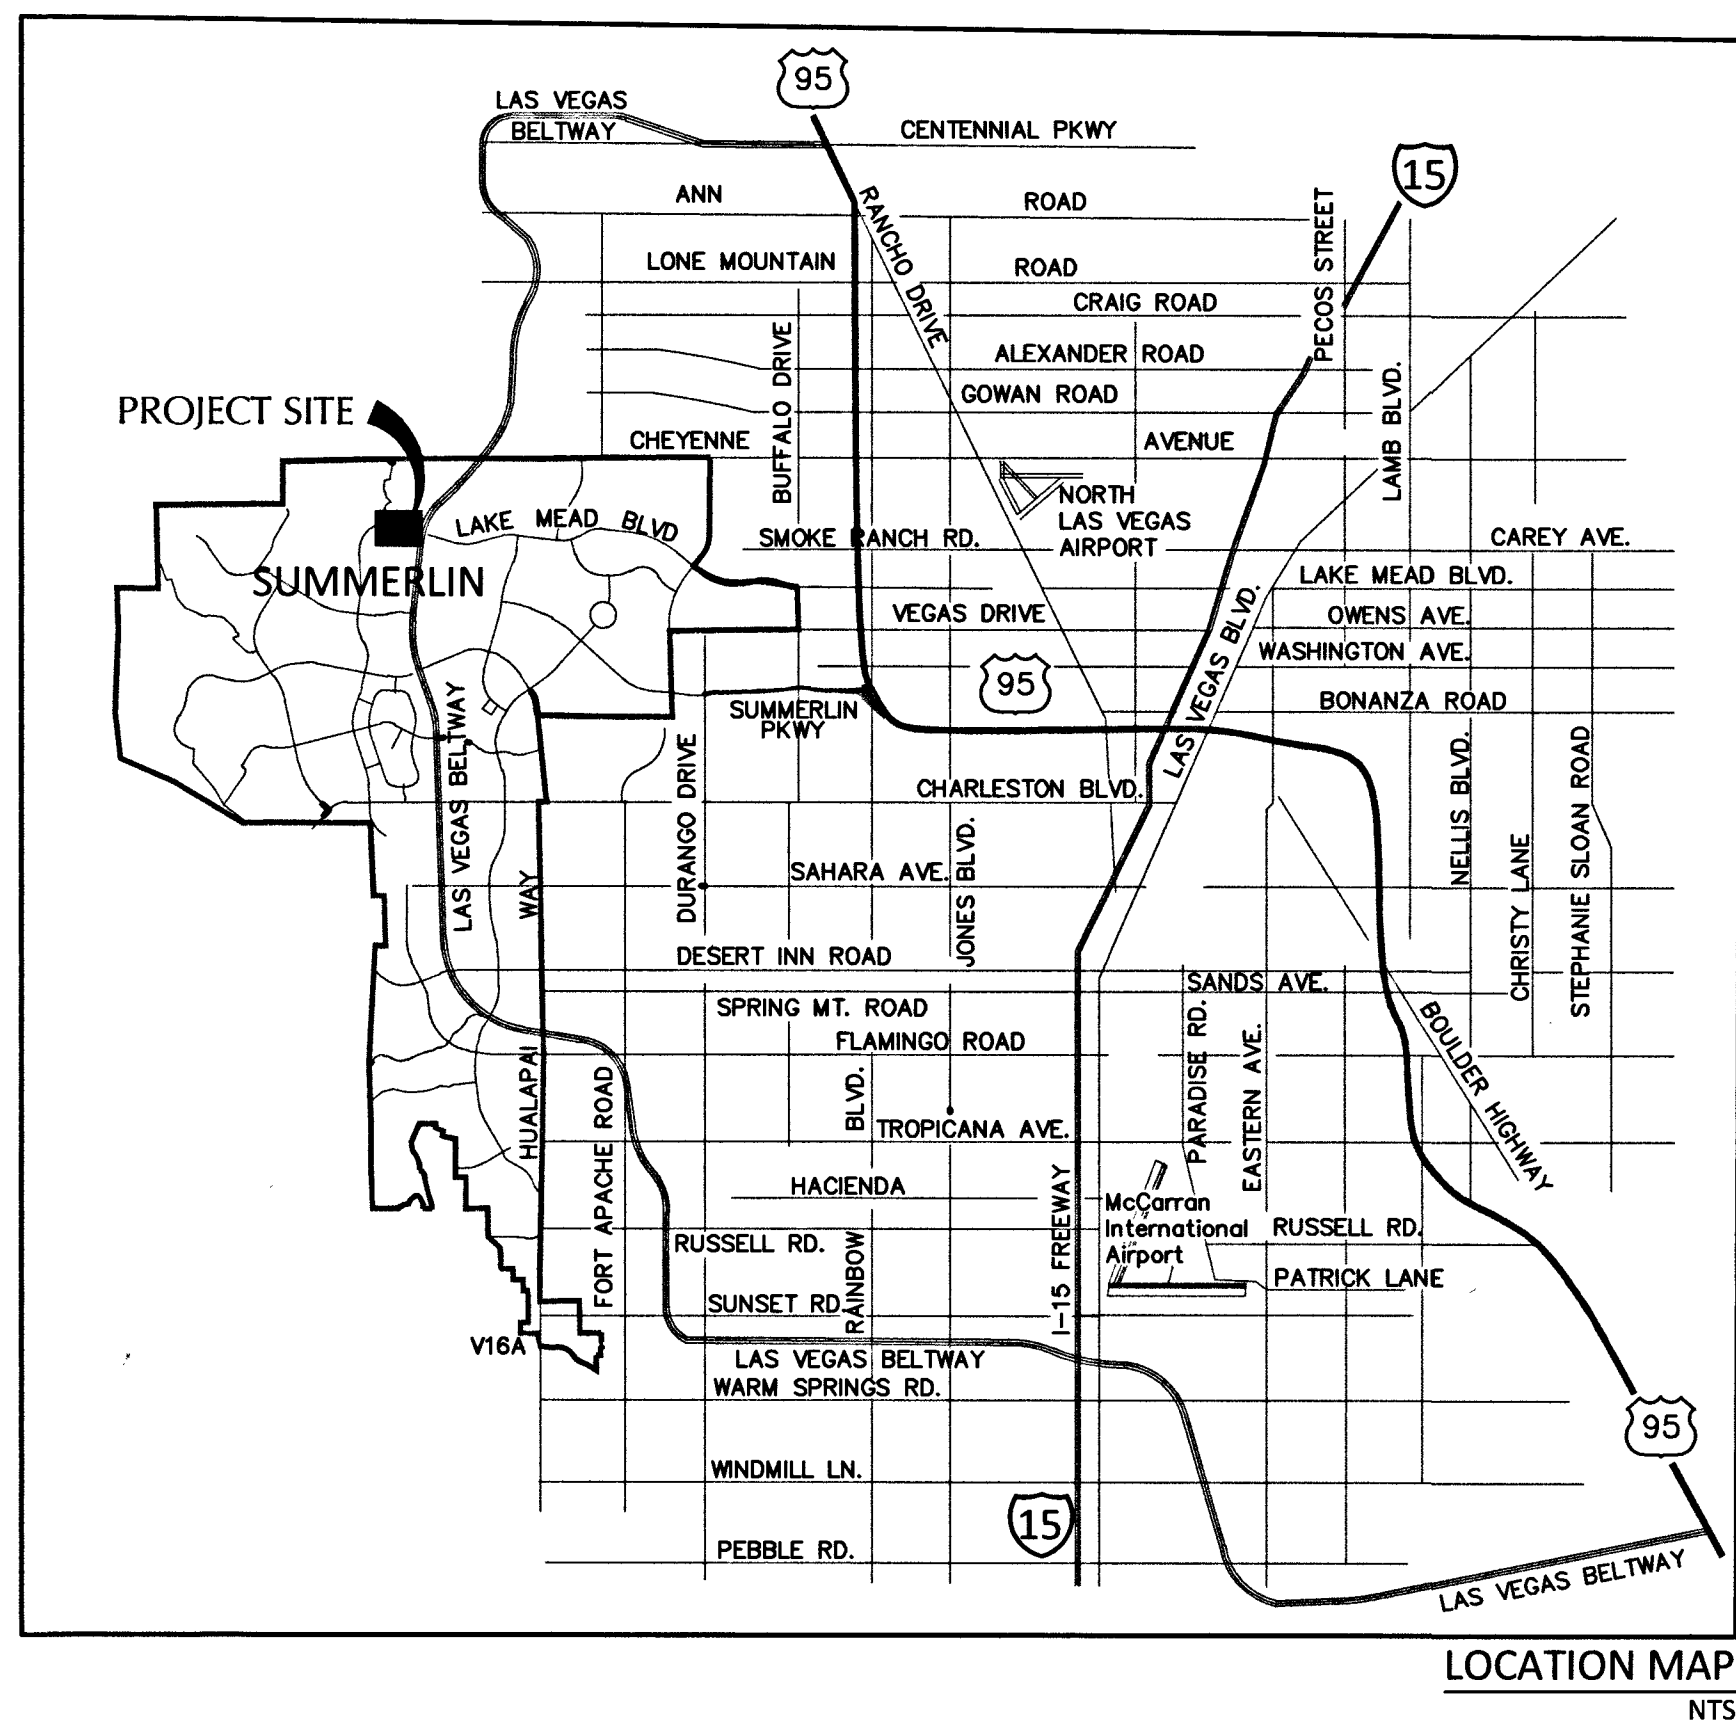 95
LAS VEGAS
BELTWAY
CENTENNIAL PKWY
15
ANN
ROAD
RANCHO DRIVE
PECOS STREET
LONE MOUNTAIN
ROAD
CRAIG ROAD
BUFFALO DRIVE
ALEXANDER ROAD
GOWAN ROAD
LAMB BLVD.
PROJECT SITE
CHEYENNE
AVENUE
NORTH
LAS VEGAS
AIRPORT
LAKE MEAD BLVD
SMOKE RANCH RD.
CAREY AVE.
SUMMERLIN
LAKE MEAD BLVD.
VEGAS DRIVE
OWENS AVE.
LAS VEGAS BLVD.
WASHINGTON AVE.
95
BONANZA ROAD
SUMMERLIN
PKWY
LAS VEGAS BELTWAY
DURANGO DRIVE
CHARLESTON BLVD.
NELLIS BLVD.
STEPHANIE SLOAN ROAD
CHRISTY LANE
SAHARA AVE.
JONES BLVD.
HUALAPAI WAY
DESERT INN ROAD
SANDS AVE.
SPRING MT. ROAD
FLAMINGO ROAD
PARADISE RD.
EASTERN AVE.
BOULDER HIGHWAY
FORT APACHE ROAD
RAINBOW BLVD.
TROPICANA AVE.
HACIENDA
I-15 FREEWAY
McCarran
International
Airport
RUSSELL RD.
RUSSELL RD.
PATRICK LANE
SUNSET RD.
V16A
LAS VEGAS BELTWAY
WARM SPRINGS RD.
95
WINDMILL LN.
15
PEBBLE RD.
LAS VEGAS BELTWAY
LOCATION MAP
NTS